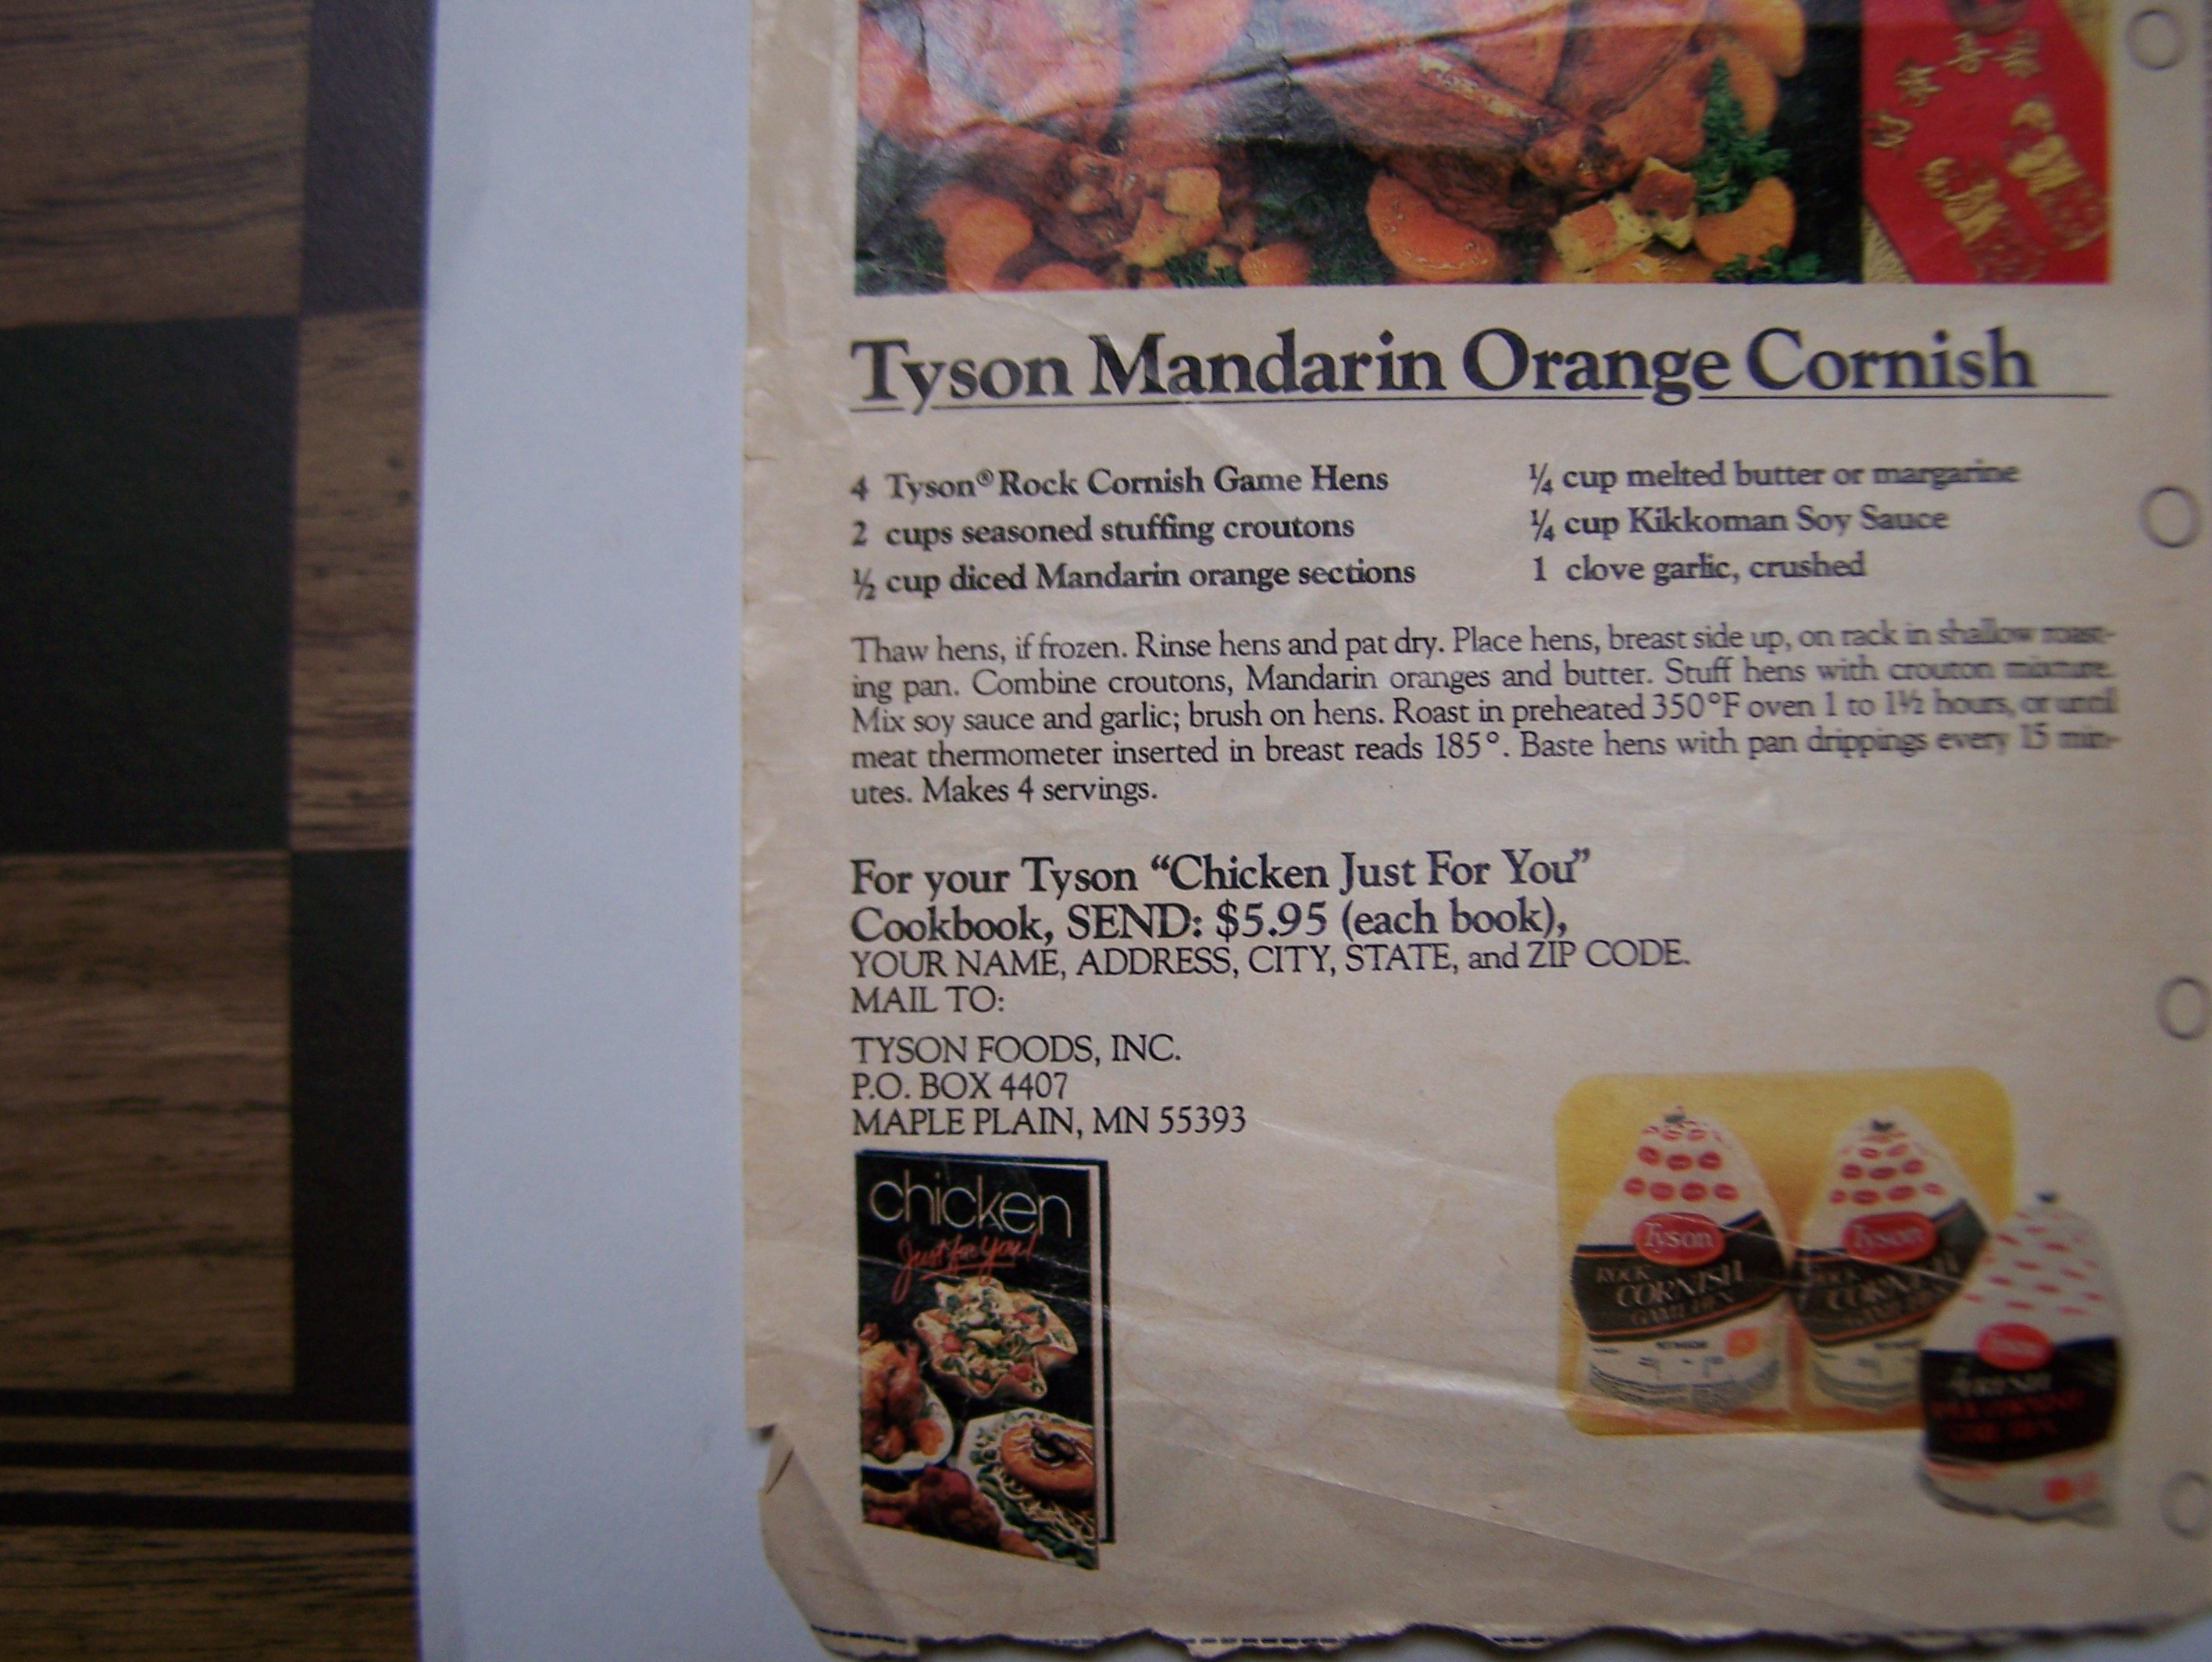 Tyson Mandarin Orange Cornish
4 Tyson® Rock Cornish Game Hens
2 cups seasoned stuffing croutons
½ cup diced Mandarin orange sections
¼ cup melted butter or margarine
¼ cup Kikkoman Soy Sauce
1 clove garlic, crushed
Thaw hens, if frozen. Rinse hens and pat dry. Place hens, breast side up, on rack in shallow roast-
ing pan. Combine croutons, Mandarin oranges and butter. Stuff hens with crouton mixture.
Mix soy sauce and garlic; brush on hens. Roast in preheated 350°F oven 1 to 1½ hours, or until
meat thermometer inserted in breast reads 185°. Baste hens with pan drippings every 15 min-
utes. Makes 4 servings.
For your Tyson “Chicken Just For You”
Cookbook, SEND: $5.95 (each book),
YOUR NAME, ADDRESS, CITY, STATE, and ZIP CODE.
MAIL TO:
TYSON FOODS, INC.
P.O. BOX 4407
MAPLE PLAIN, MN 55393
chicken
Just for you!
Tyson
ROCK
CORNISH
GAME HEN
Tyson
ROCK
CORNISH
GAME HEN
Tyson